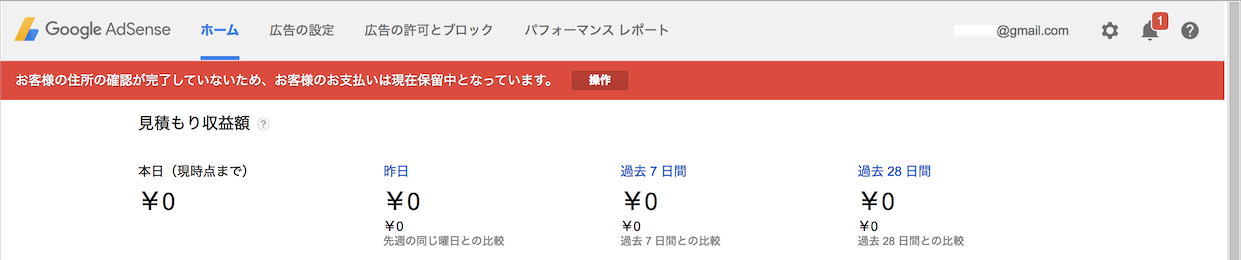 Google AdSense ホーム 広告の設定 広告の許可とブロック パフォーマンス レポート @gmail.com 1 ?
お客様の住所の確認が完了していないため、お客様のお支払いは現在保留中となっています。 操作
見積もり収益額 ?
本日（現時点まで） 昨日 過去 7 日間 過去 28 日間
￥0 ￥0 ￥0 ￥0
￥0 ￥0 ￥0
先週の同じ曜日との比較 過去 7 日間との比較 過去 28 日間との比較